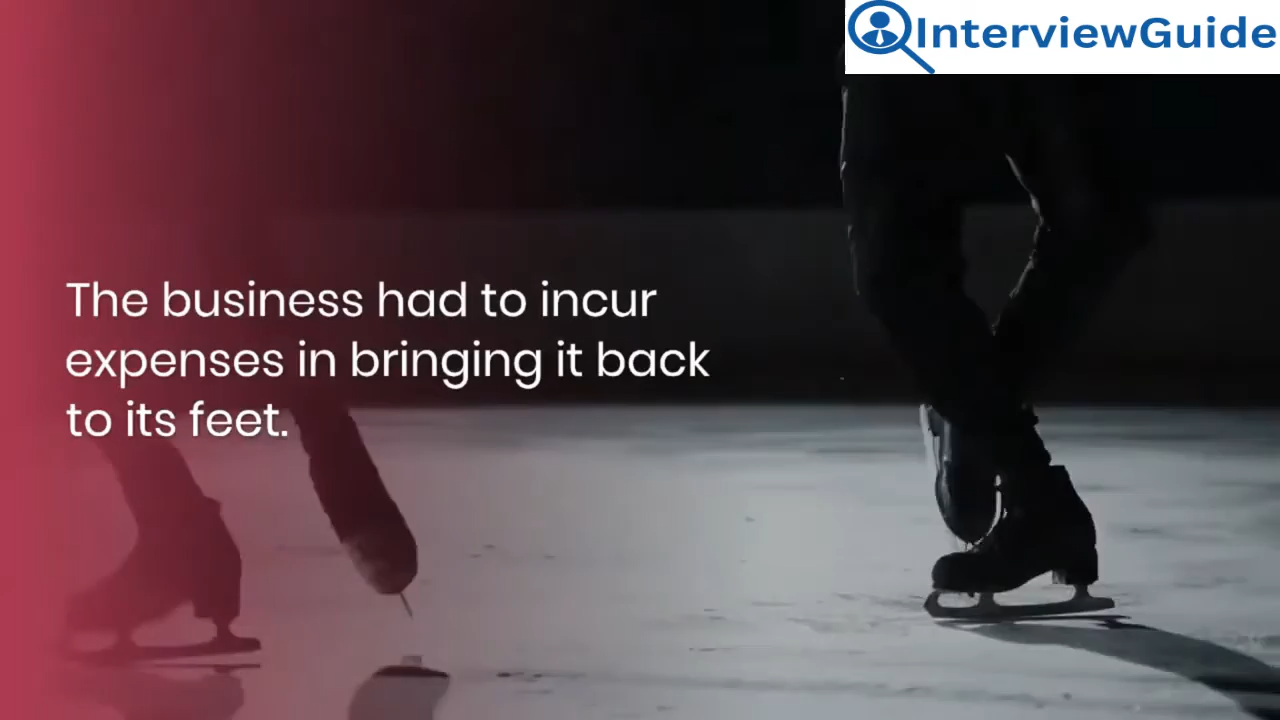 InterviewGuide
The business had to incur
expenses in bringing it back
to its feet.